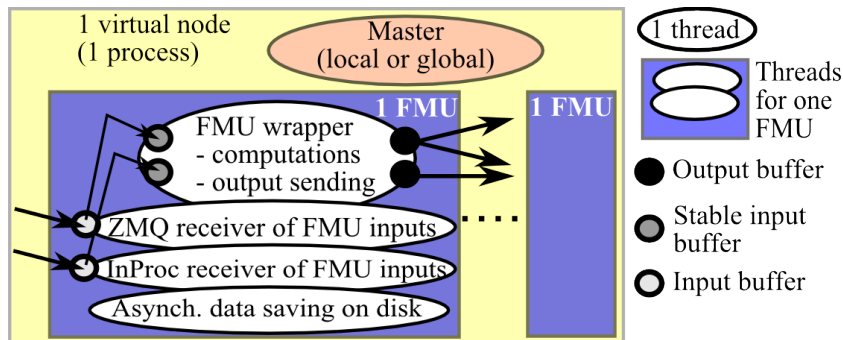 1 virtual node
(1 process)
Master
(local or global)
1 FMU
1 FMU
FMU wrapper
- computations
- output sending
ZMQ receiver of FMU inputs
InProc receiver of FMU inputs
Asynch. data saving on disk
1 thread
Threads
for one
FMU
Output buffer
Stable input
buffer
Input buffer